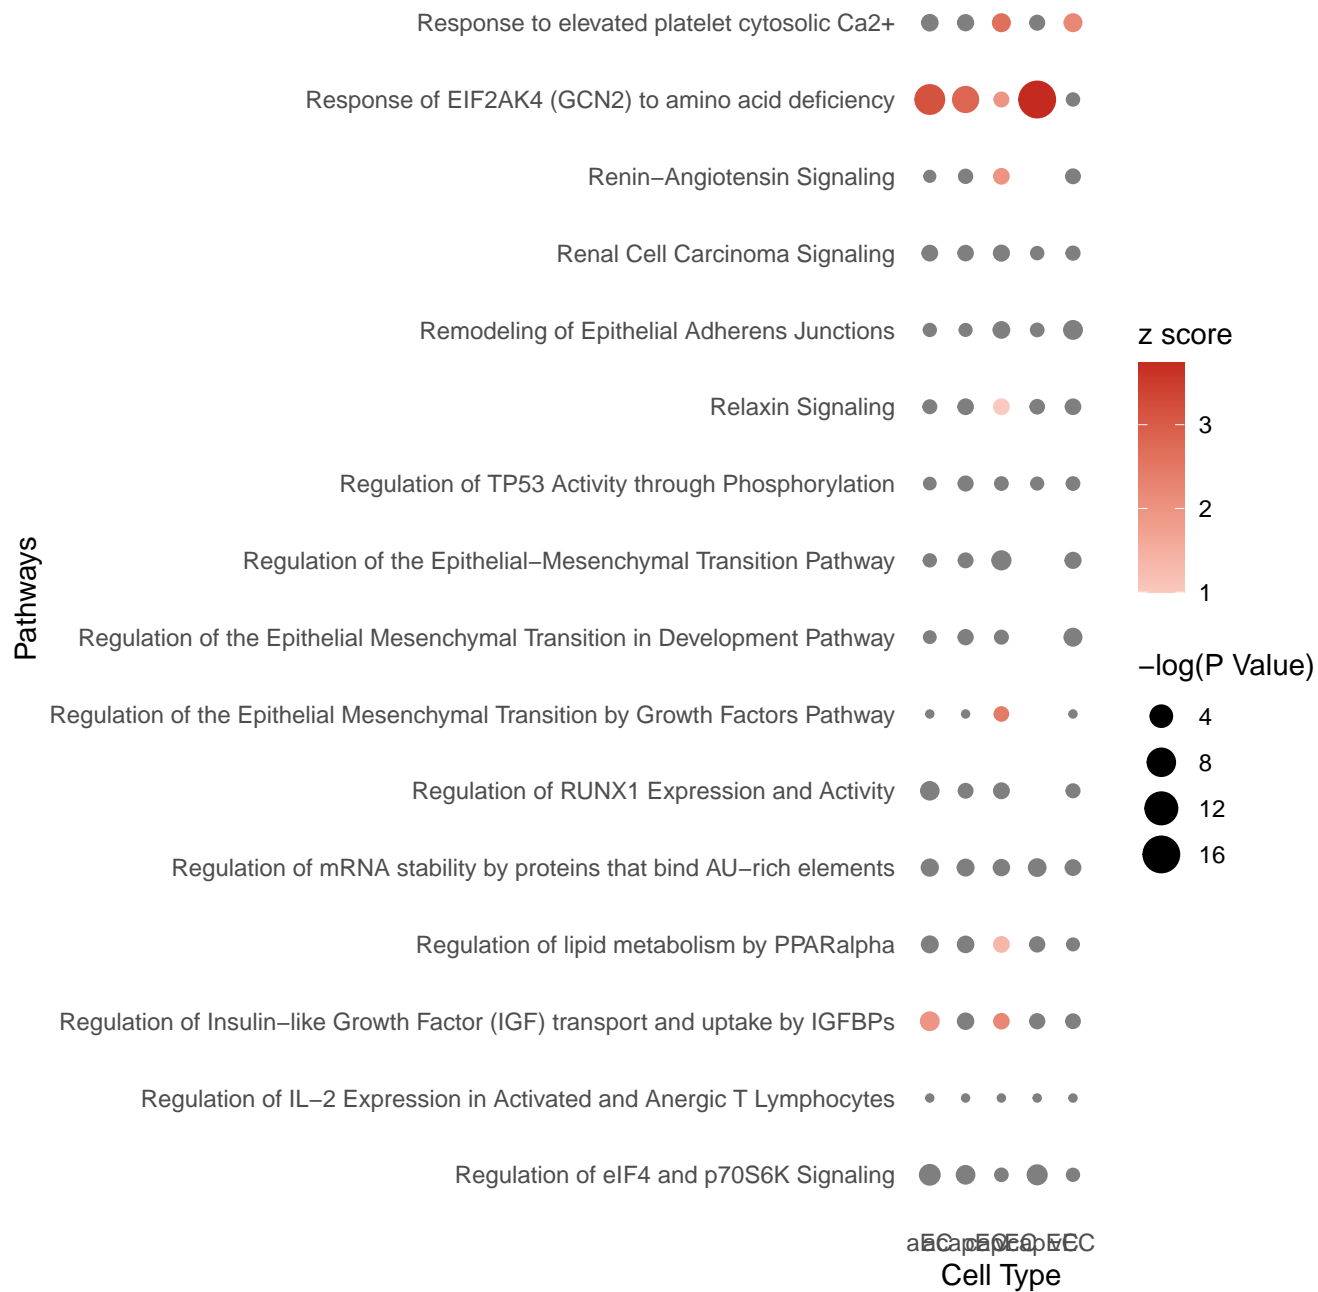 Response to elevated platelet cytosolic Ca2+
Response of EIF2AK4 (GCN2) to amino acid deficiency
Renin−Angiotensin Signaling
Renal Cell Carcinoma Signaling
Remodeling of Epithelial Adherens Junctions
Relaxin Signaling
Regulation of TP53 Activity through Phosphorylation
Regulation of the Epithelial−Mesenchymal Transition Pathway
Regulation of the Epithelial Mesenchymal Transition in Development Pathway
Regulation of the Epithelial Mesenchymal Transition by Growth Factors Pathway
Regulation of RUNX1 Expression and Activity
Regulation of mRNA stability by proteins that bind AU−rich elements
Regulation of lipid metabolism by PPARalpha
Regulation of Insulin−like Growth Factor (IGF) transport and uptake by IGFBPs
Regulation of IL−2 Expression in Activated and Anergic T Lymphocytes
Regulation of eIF4 and p70S6K Signaling
Pathways
Cell Type
z score
3
2
1
−log(P Value)
4
8
12
16